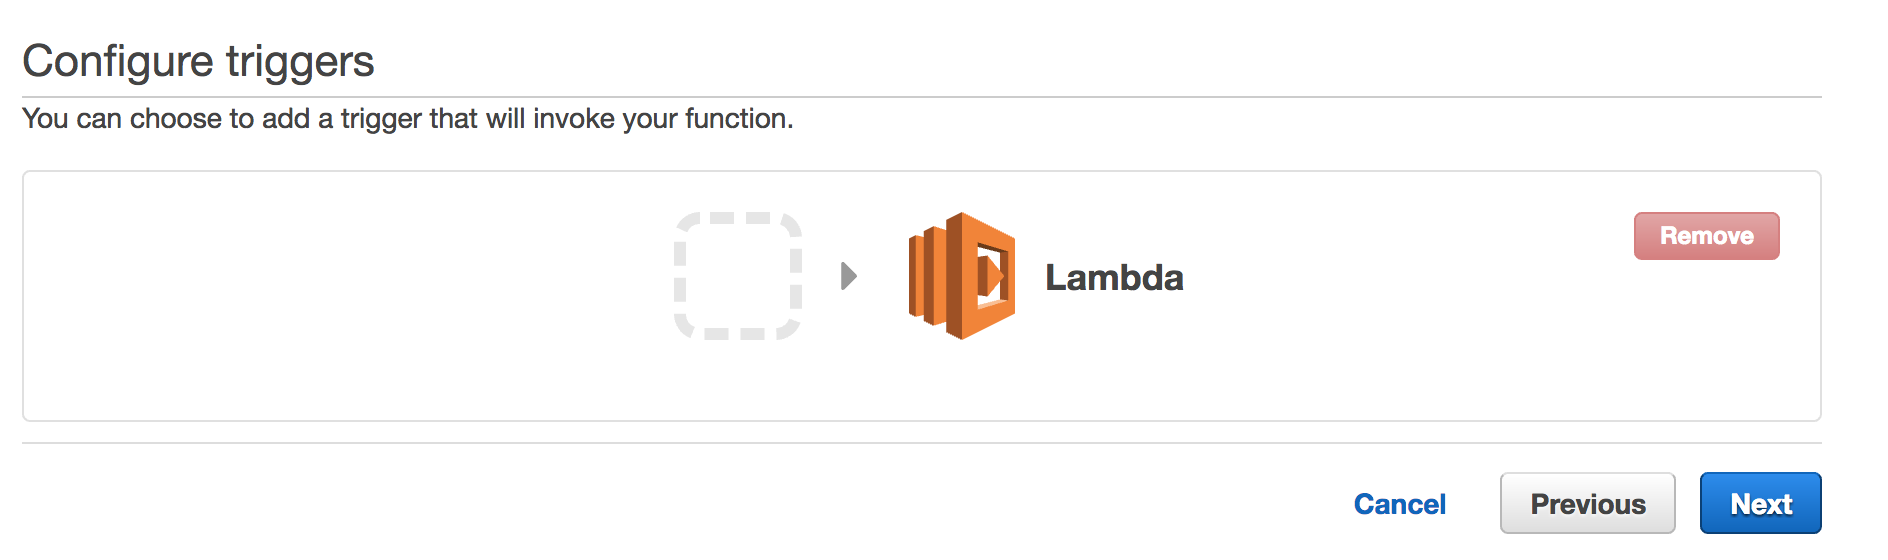 Configure triggers
You can choose to add a trigger that will invoke your function.
Remove
Lambda
Cancel
Previous
Next